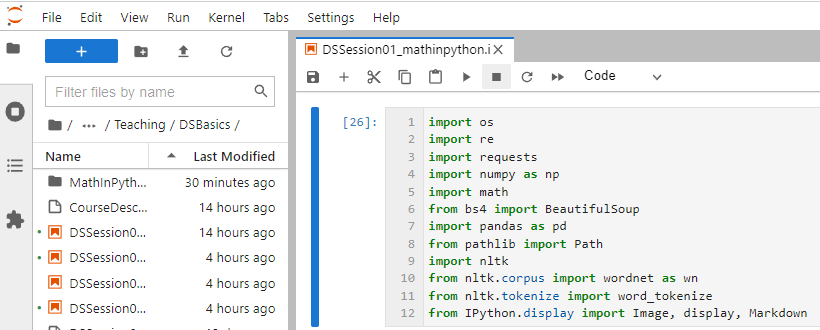 File Edit View Run Kernel Tabs Settings Help
+
Filter files by name
/ ··· / Teaching / DSBasics /
Name Last Modified
MathInPyth... 30 minutes ago
CourseDesc... 14 hours ago
DSSession0... 14 hours ago
DSSession0... 4 hours ago
DSSession0... 4 hours ago
DSSession0... 4 hours ago
DSSession01_mathinpython.i
Code
[26]:
1 import os
2 import re
3 import requests
4 import numpy as np
5 import math
6 from bs4 import BeautifulSoup
7 import pandas as pd
8 from pathlib import Path
9 import nltk
10 from nltk.corpus import wordnet as wn
11 from nltk.tokenize import word_tokenize
12 from IPython.display import Image, display, Markdown